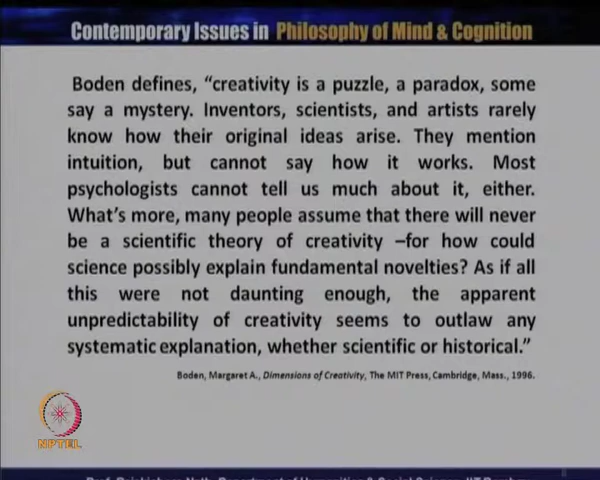 Contemporary Issues in Philosophy of Mind & Cognition
Boden defines, “creativity is a puzzle, a paradox, some
say a mystery. Inventors, scientists, and artists rarely
know how their original ideas arise. They mention
intuition, but cannot say how it works. Most
psychologists cannot tell us much about it, either.
What’s more, many people assume that there will never
be a scientific theory of creativity –for how could
science possibly explain fundamental novelties? As if all
this were not daunting enough, the apparent
unpredictability of creativity seems to outlaw any
systematic explanation, whether scientific or historical.”
Boden, Margaret A., Dimensions of Creativity, The MIT Press, Cambridge, Mass., 1996.
NPTEL